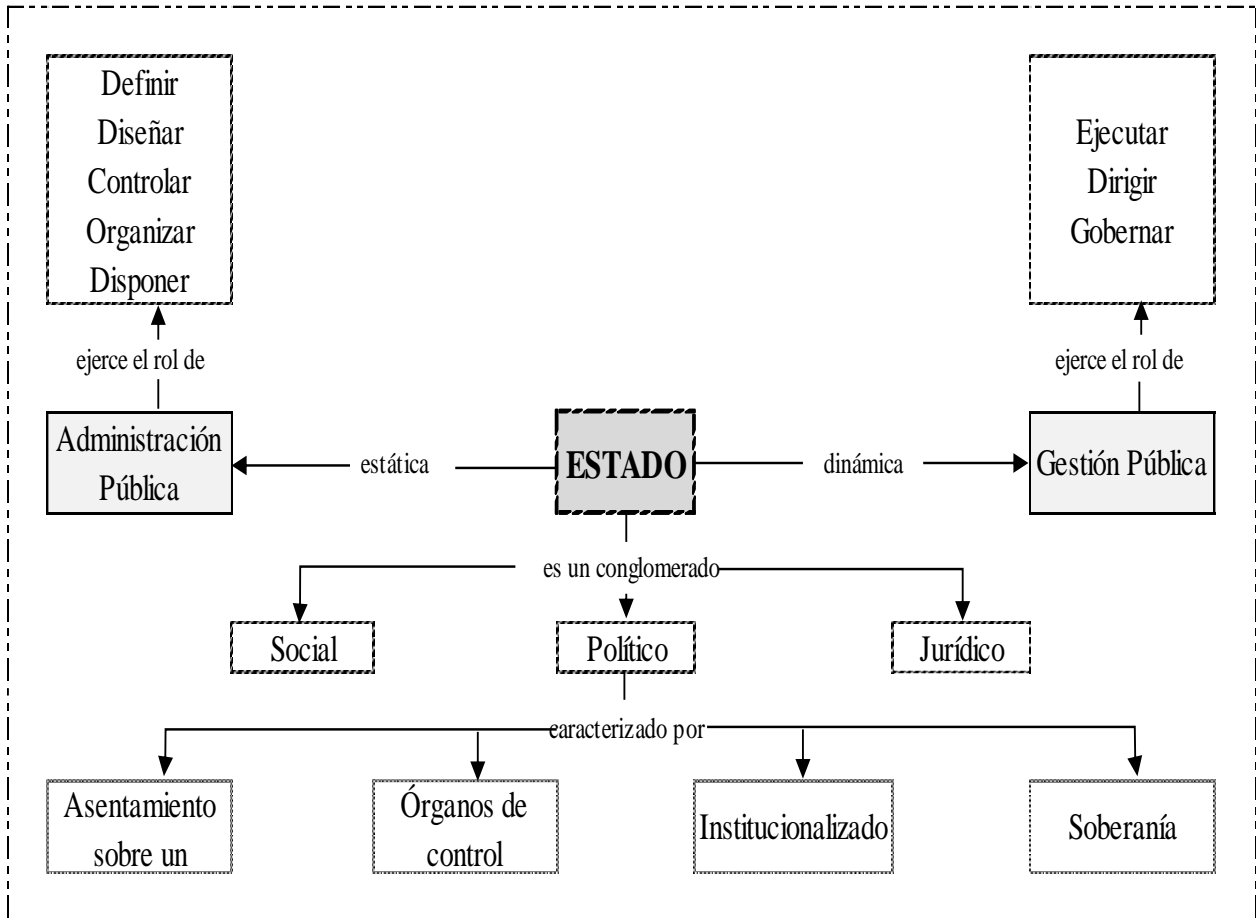 Definir
Diseñar
Controlar
Organizar
Disponer
Ejecutar
Dirigir
Gobernar
ejerce el rol de
ejerce el rol de
Administración
Pública
estática
ESTADO
dinámica
Gestión Pública
es un conglomerado
Social
Político
Jurídico
caracterizado por
Asentamiento
sobre un
Órganos de
control
Institucionalizado
Soberanía